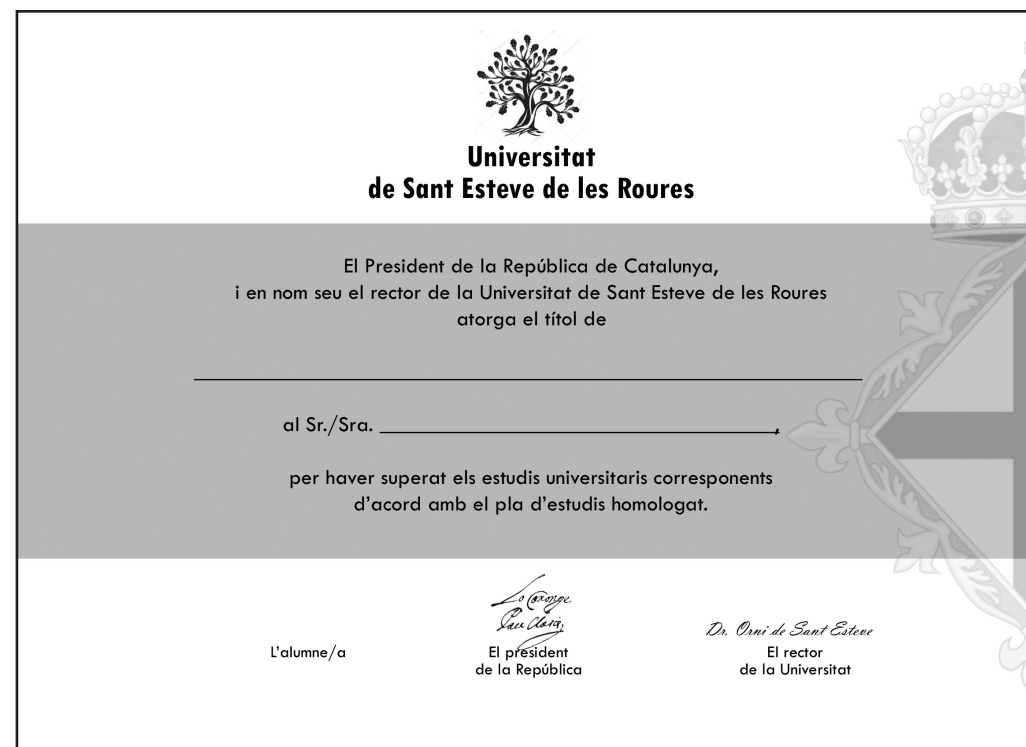 Universitat
de Sant Esteve de les Roures
El President de la República de Catalunya,
i en nom seu el rector de la Universitat de Sant Esteve de les Roures
atorga el títol de
al Sr./Sra. ,
per haver superat els estudis universitaris corresponents
d'acord amb el pla d'estudis homologat.
Pau Claris
Dr. Orni de Sant Esteve
L'alumne/a
El president
de la República
El rector
de la Universitat